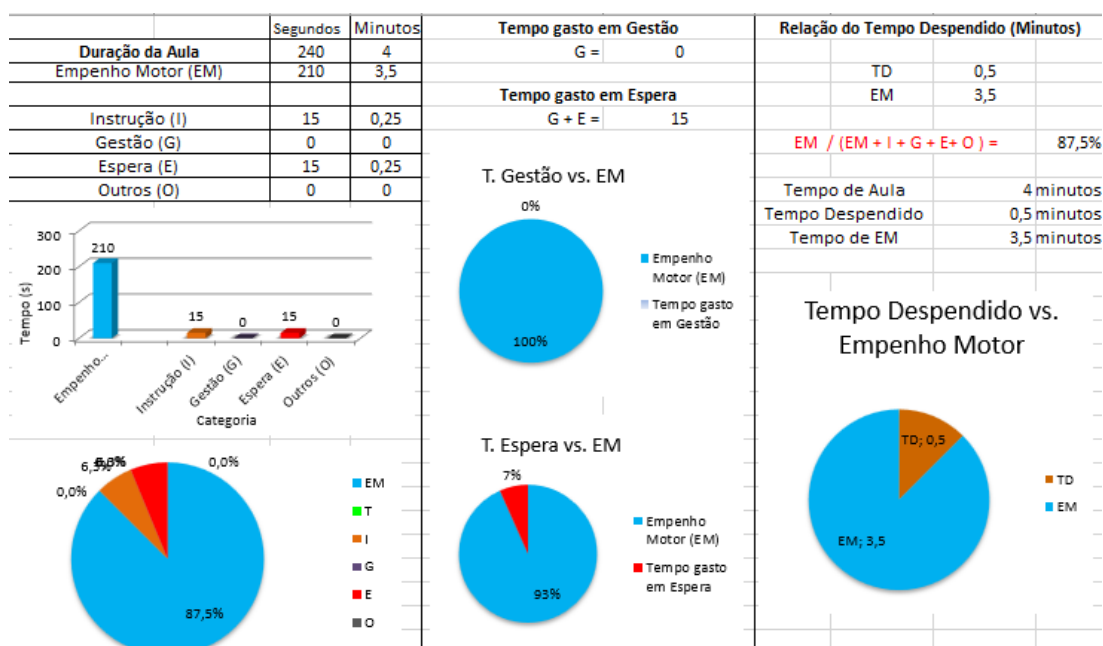 Segundos Minutos
Duração da Aula 240 4
Empenho Motor (EM) 210 3,5
Instrução (I) 15 0,25
Gestão (G) 0 0
Espera (E) 15 0,25
Outros (O) 0 0
300
200
100
0
Tempo (s)
210
15
0
15
0
Empenho...
Instrução (I)
Gestão (G)
Espera (E)
Outros (O)
Categoria
0,0%
6,3%
0,0%
87,5%
EM
T
I
G
E
O
Tempo gasto em Gestão
G = 0
Tempo gasto em Espera
G + E = 15
T. Gestão vs. EM
0%
100%
Empenho
Motor (EM)
Tempo gasto
em Gestão
T. Espera vs. EM
7%
93%
Empenho
Motor (EM)
Tempo gasto
em Espera
Relação do Tempo Despendido (Minutos)
TD 0,5
EM 3,5
EM / (EM + I + G + E+ O ) = 87,5%
Tempo de Aula 4 minutos
Tempo Despendido 0,5 minutos
Tempo de EM 3,5 minutos
Tempo Despendido vs.
Empenho Motor
TD; 0,5
EM; 3,5
TD
EM